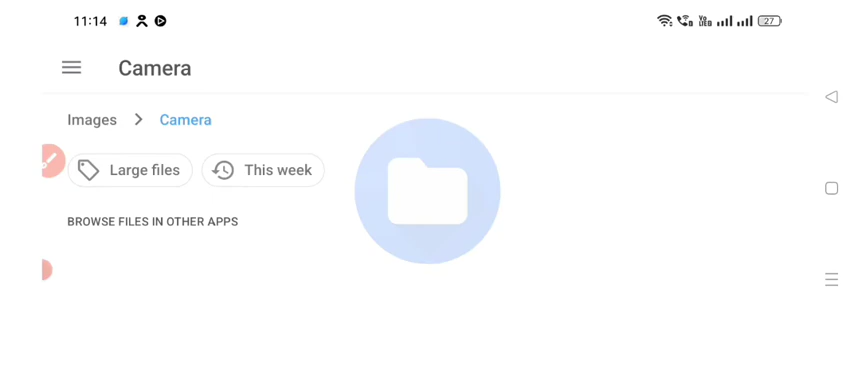 11:14 27
Camera
Images Camera
Large files This week
BROWSE FILES IN OTHER APPS